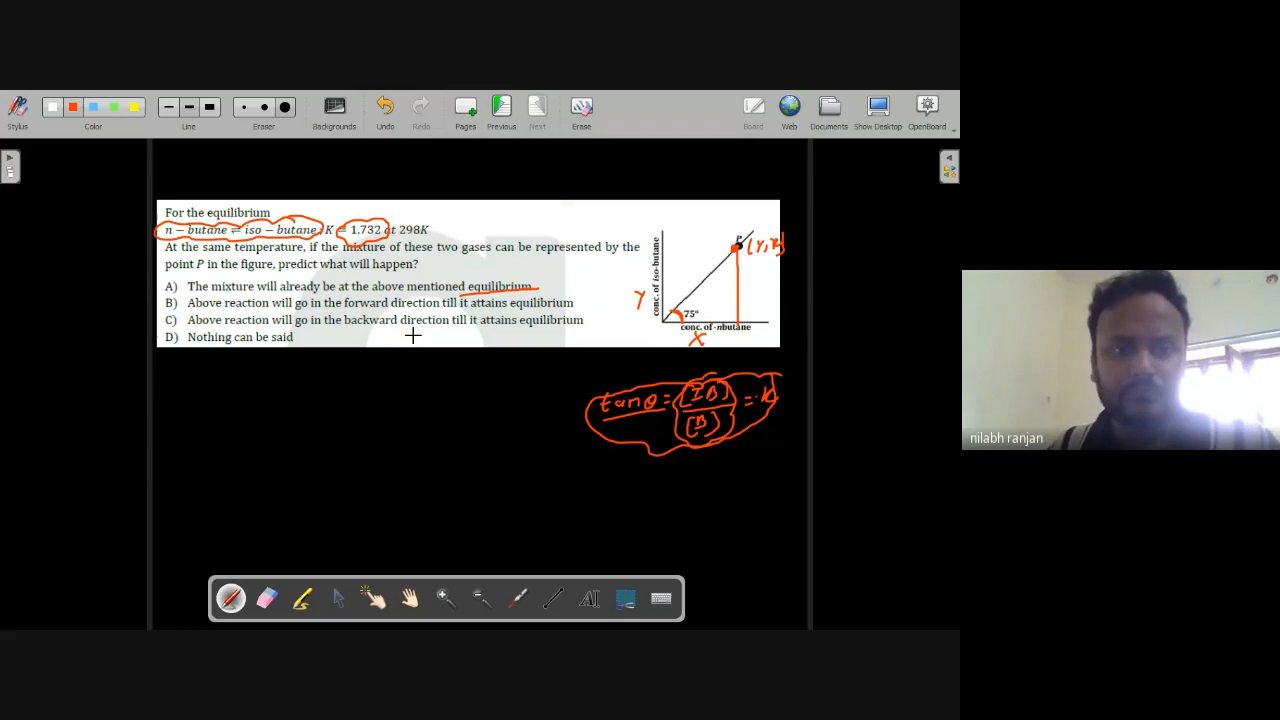 Stylus
Color
Line
Eraser
Backgrounds
Undo
Redo
Pages
Previous
Next
Erase
Board
Web
Documents
Show Desktop
OpenBoard
For the equilibrium
n − butane ⇌ iso − butane K = 1.732 at 298K
At the same temperature, if the mixture of these two gases can be represented by the
point P in the figure, predict what will happen?
A) The mixture will already be at the above mentioned equilibrium
B) Above reaction will go in the forward direction till it attains equilibrium
C) Above reaction will go in the backward direction till it attains equilibrium
D) Nothing can be said
conc. of iso-butane
P
75°
conc. of -nbutane
Y
X
tanθ = [IB] / [B] = K
AI
nilabh ranjan